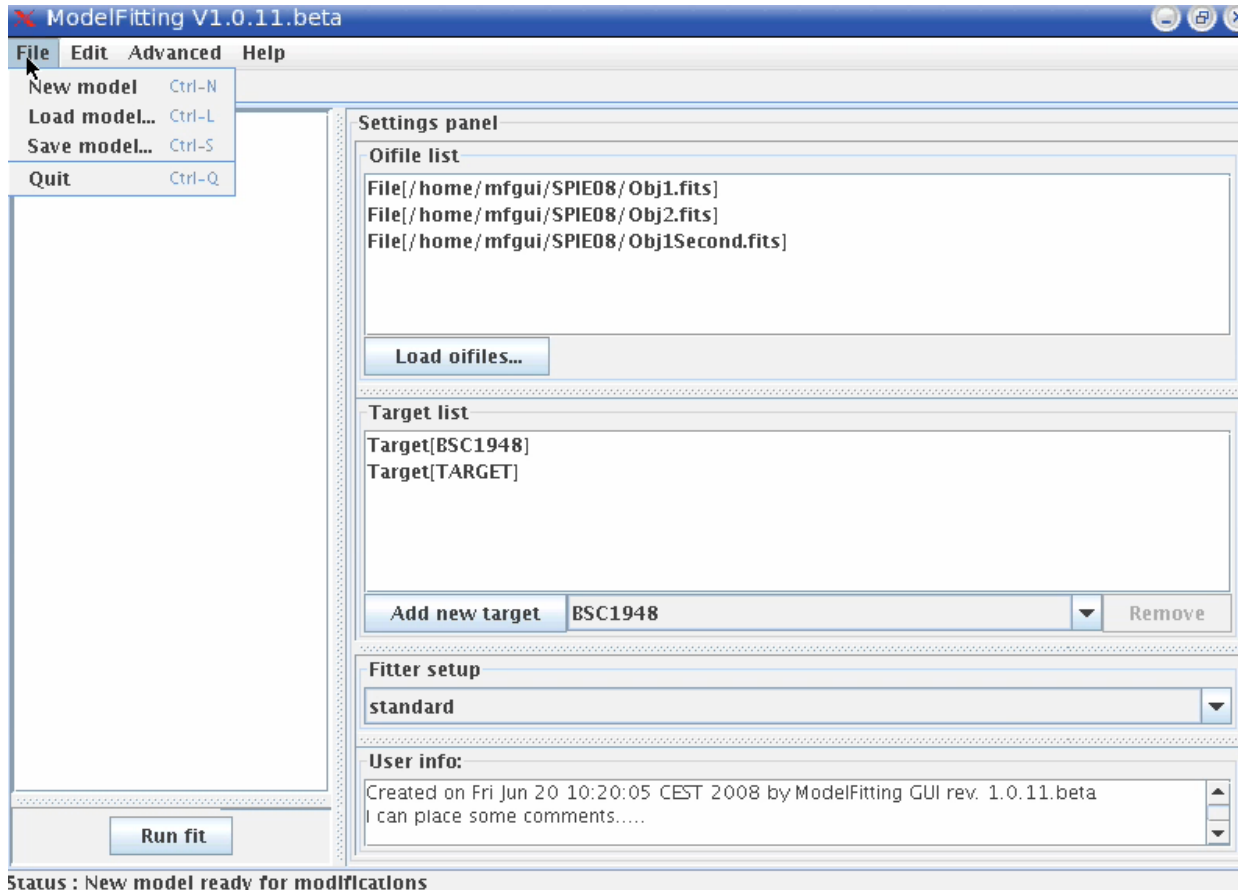 ModelFitting V1.0.11.beta
File Edit Advanced Help
New model Ctrl-N
Load model... Ctrl-L
Save model... Ctrl-S
Quit Ctrl-Q
Settings panel
Oifile list
File[/home/mfgui/SPIE08/Obj1.fits]
File[/home/mfgui/SPIE08/Obj2.fits]
File[/home/mfgui/SPIE08/Obj1Second.fits]
Load oifiles...
Target list
Target[BSC1948]
Target[TARGET]
Add new target BSC1948 Remove
Fitter setup
standard
User info:
Created on Fri Jun 20 10:20:05 CEST 2008 by ModelFitting GUI rev. 1.0.11.beta
I can place some comments.....
Run fit
Status : New model ready for modifications